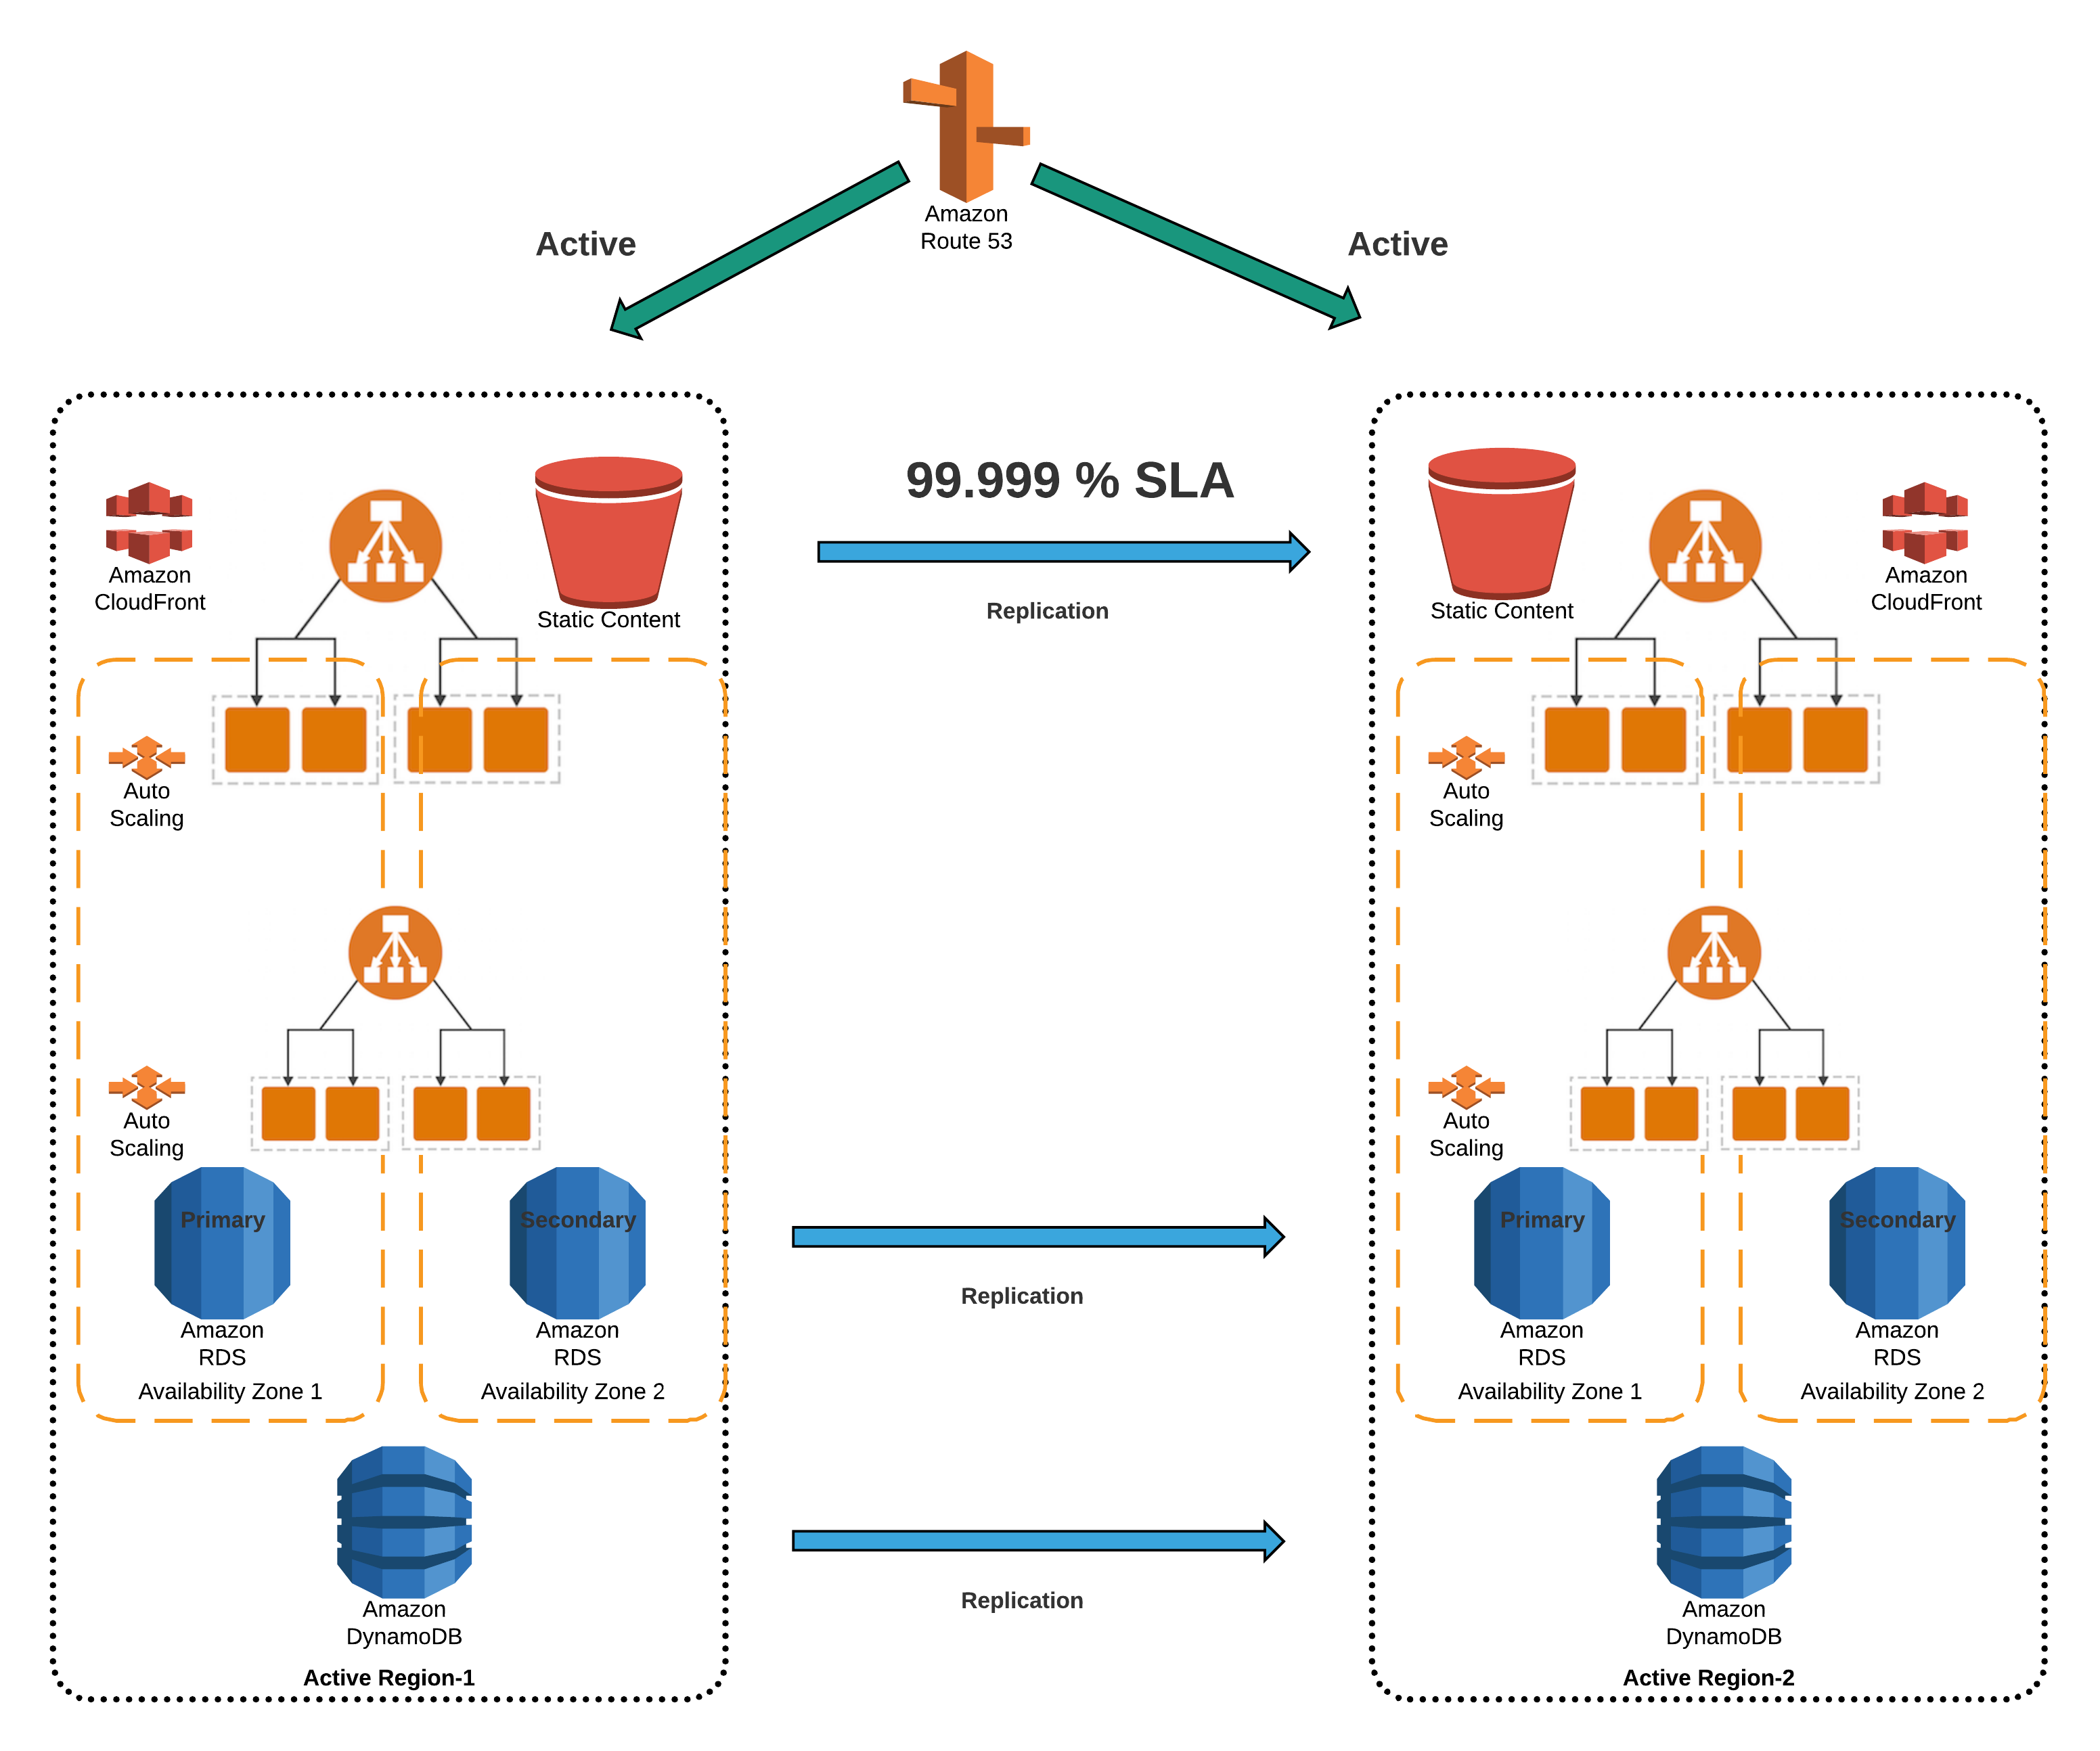 Amazon
Route 53
Active
Active
99.999 % SLA
Replication
Amazon
CloudFront
Static Content
Auto
Scaling
Auto
Scaling
Primary
Amazon
RDS
Availability Zone 1
Secondary
Amazon
RDS
Availability Zone 2
Amazon
DynamoDB
Active Region-1
Replication
Replication
Static Content
Amazon
CloudFront
Auto
Scaling
Auto
Scaling
Primary
Amazon
RDS
Availability Zone 1
Secondary
Amazon
RDS
Availability Zone 2
Amazon
DynamoDB
Active Region-2